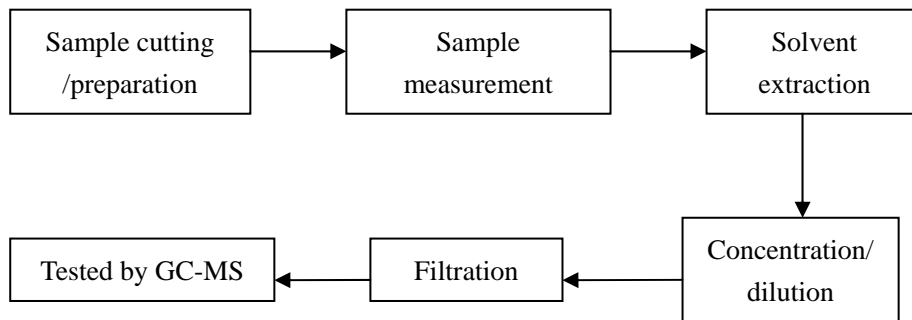 Sample cutting
/preparation
Sample
measurement
Solvent
extraction
Concentration/
dilution
Filtration
Tested by GC-MS